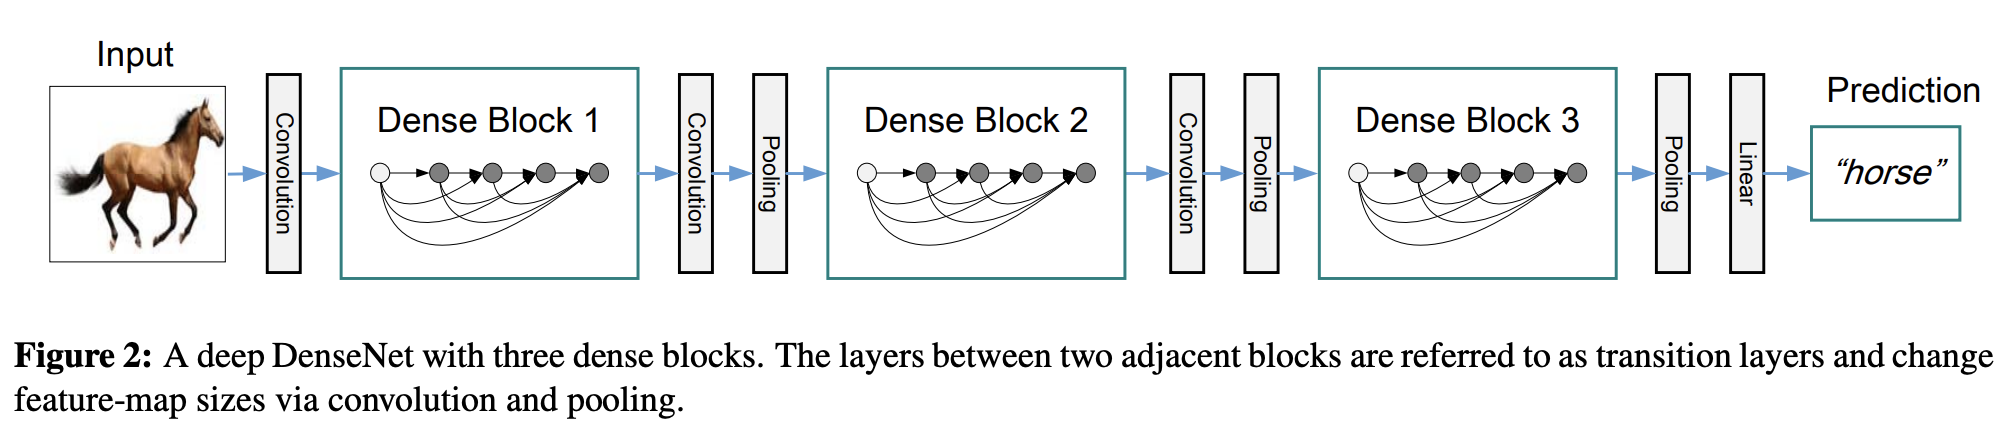 Input
Convolution
Dense Block 1
Convolution
Pooling
Dense Block 2
Convolution
Pooling
Dense Block 3
Pooling
Linear
Prediction
“horse”
Figure 2: A deep DenseNet with three dense blocks. The layers between two adjacent blocks are referred to as transition layers and change
feature-map sizes via convolution and pooling.